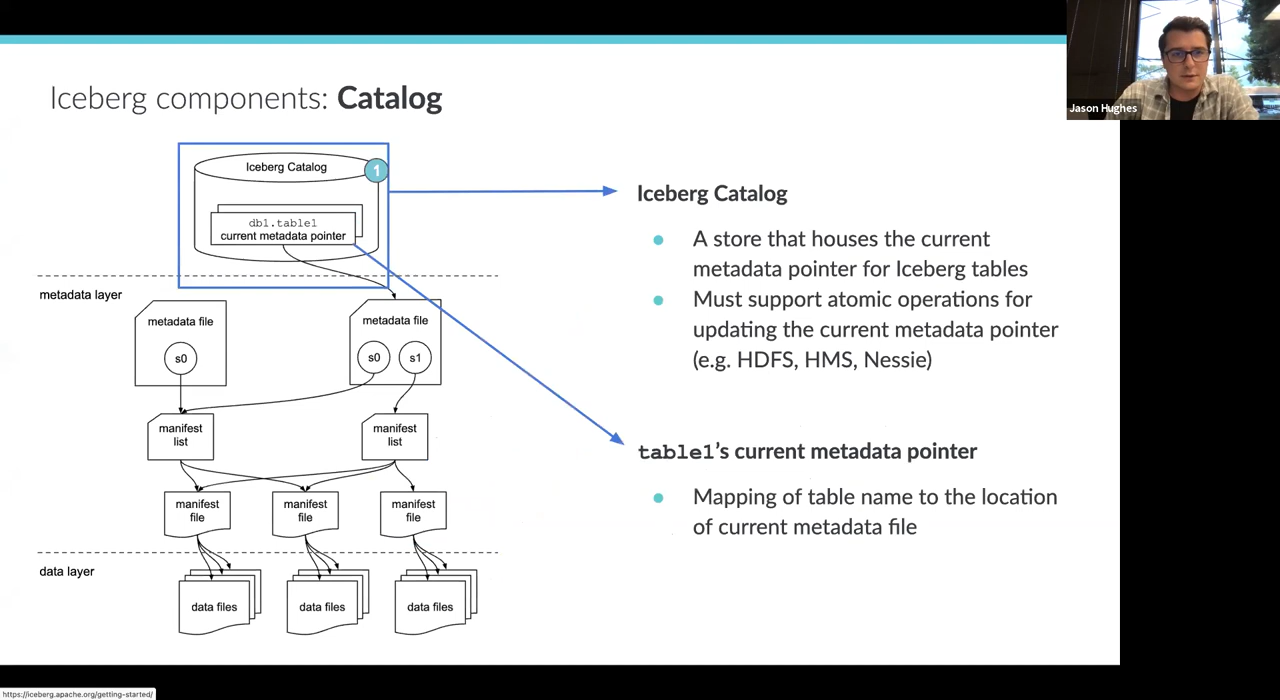 Jason Hughes
Iceberg components: Catalog
Iceberg Catalog
1
db1.table1
current metadata pointer
metadata layer
metadata file
s0
metadata file
s0
s1
manifest
list
manifest
list
manifest
file
manifest
file
manifest
file
data layer
data files
data files
data files
Iceberg Catalog
● A store that houses the current
metadata pointer for Iceberg tables
● Must support atomic operations for
updating the current metadata pointer
(e.g. HDFS, HMS, Nessie)
table1's current metadata pointer
● Mapping of table name to the location
of current metadata file
https://iceberg.apache.org/getting-started/